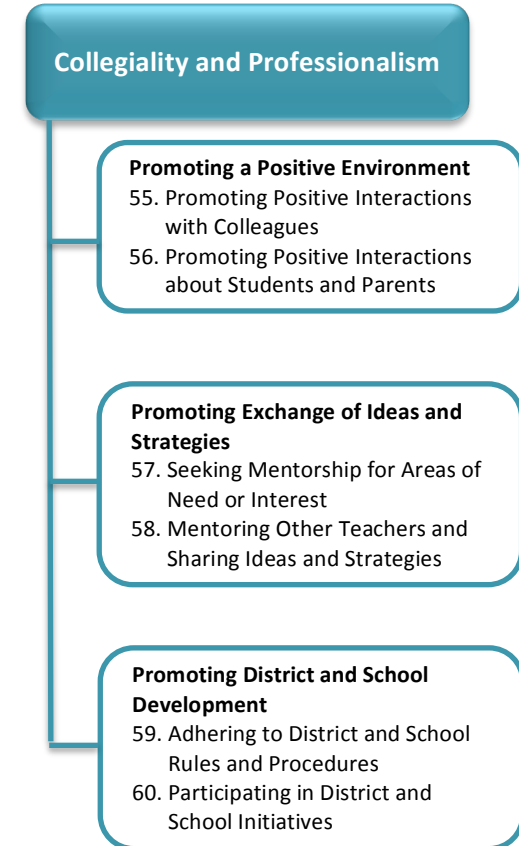 Collegiality and Professionalism
Promoting a Positive Environment
55. Promoting Positive Interactions
with Colleagues
56. Promoting Positive Interactions
about Students and Parents
Promoting Exchange of Ideas and
Strategies
57. Seeking Mentorship for Areas of
Need or Interest
58. Mentoring Other Teachers and
Sharing Ideas and Strategies
Promoting District and School
Development
59. Adhering to District and School
Rules and Procedures
60. Participating in District and
School Initiatives